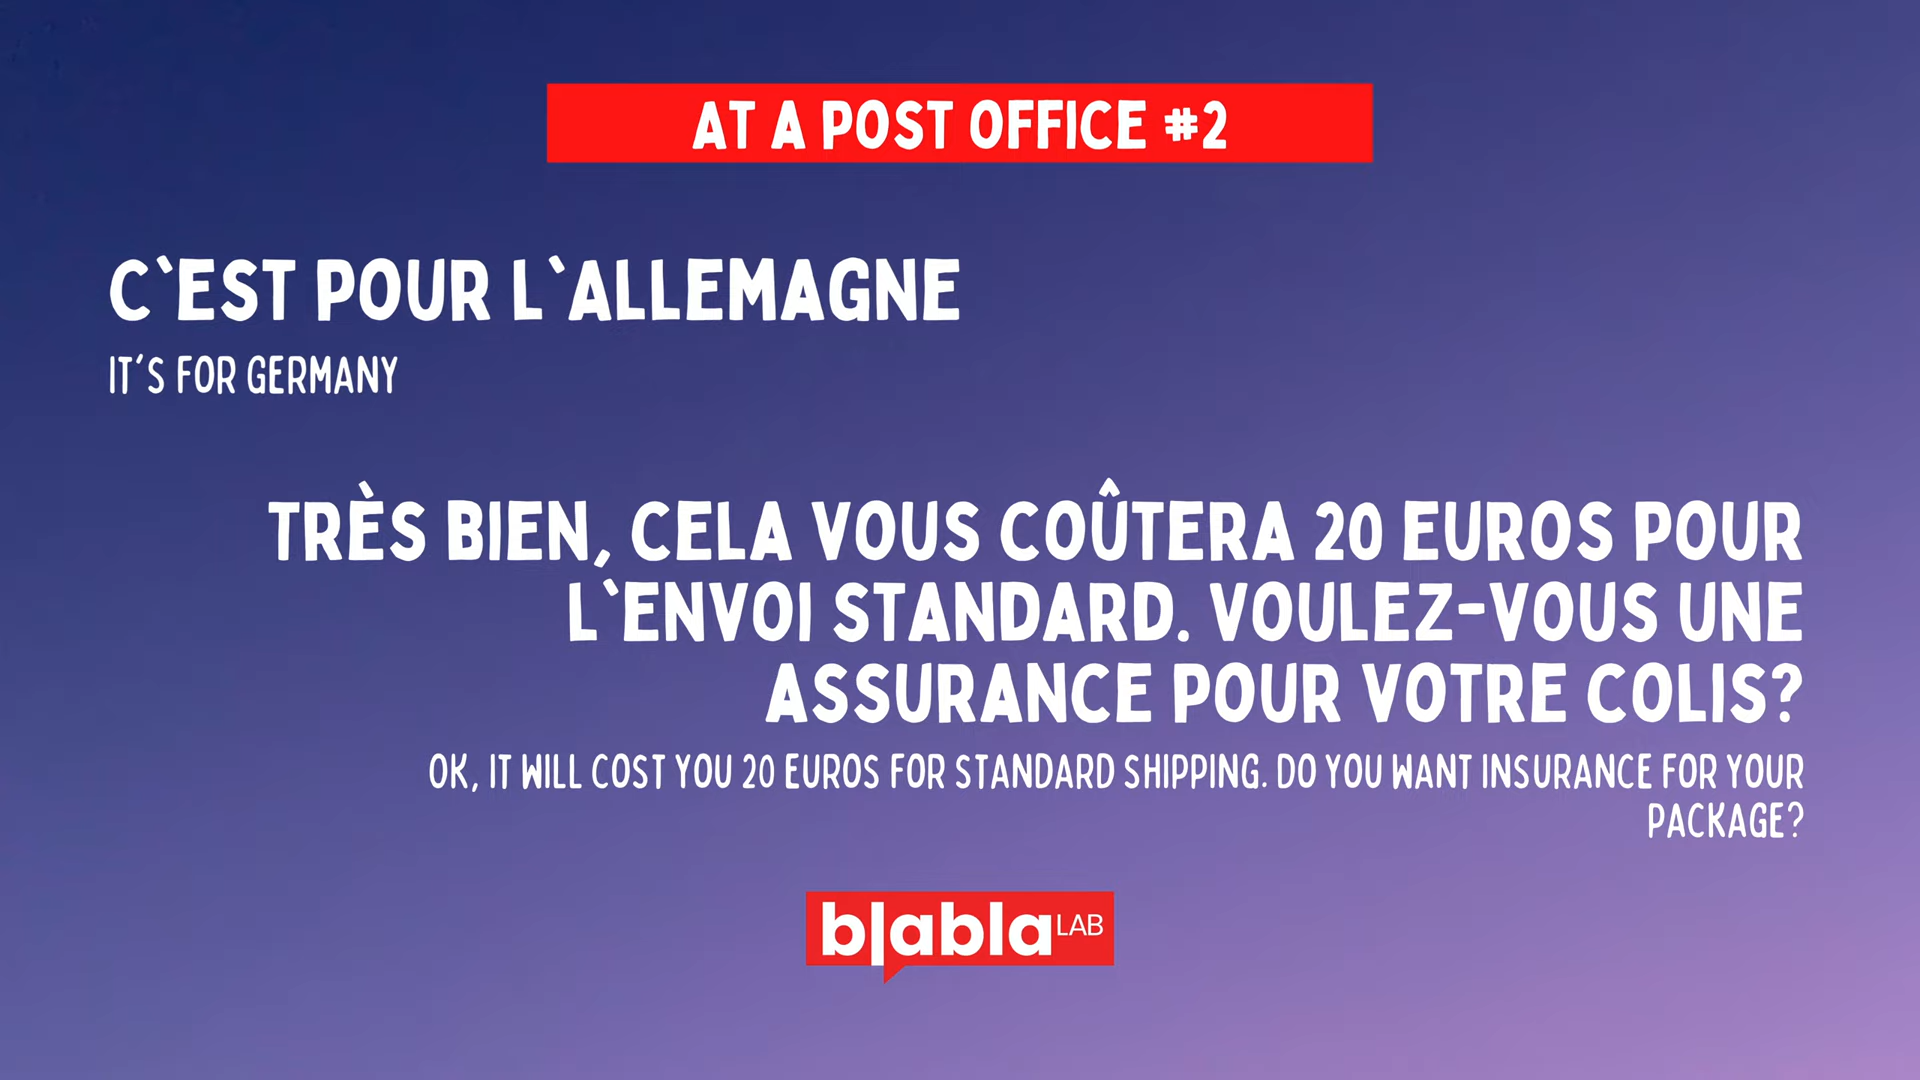 AT A POST OFFICE #2
C`EST POUR L`ALLEMAGNE
IT'S FOR GERMANY
TRÈS BIEN, CELA VOUS COÛTERA 20 EUROS POUR
L`ENVOI STANDARD. VOULEZ-VOUS UNE
ASSURANCE POUR VOTRE COLIS?
OK, IT WILL COST YOU 20 EUROS FOR STANDARD SHIPPING. DO YOU WANT INSURANCE FOR YOUR
PACKAGE?
blabla LAB